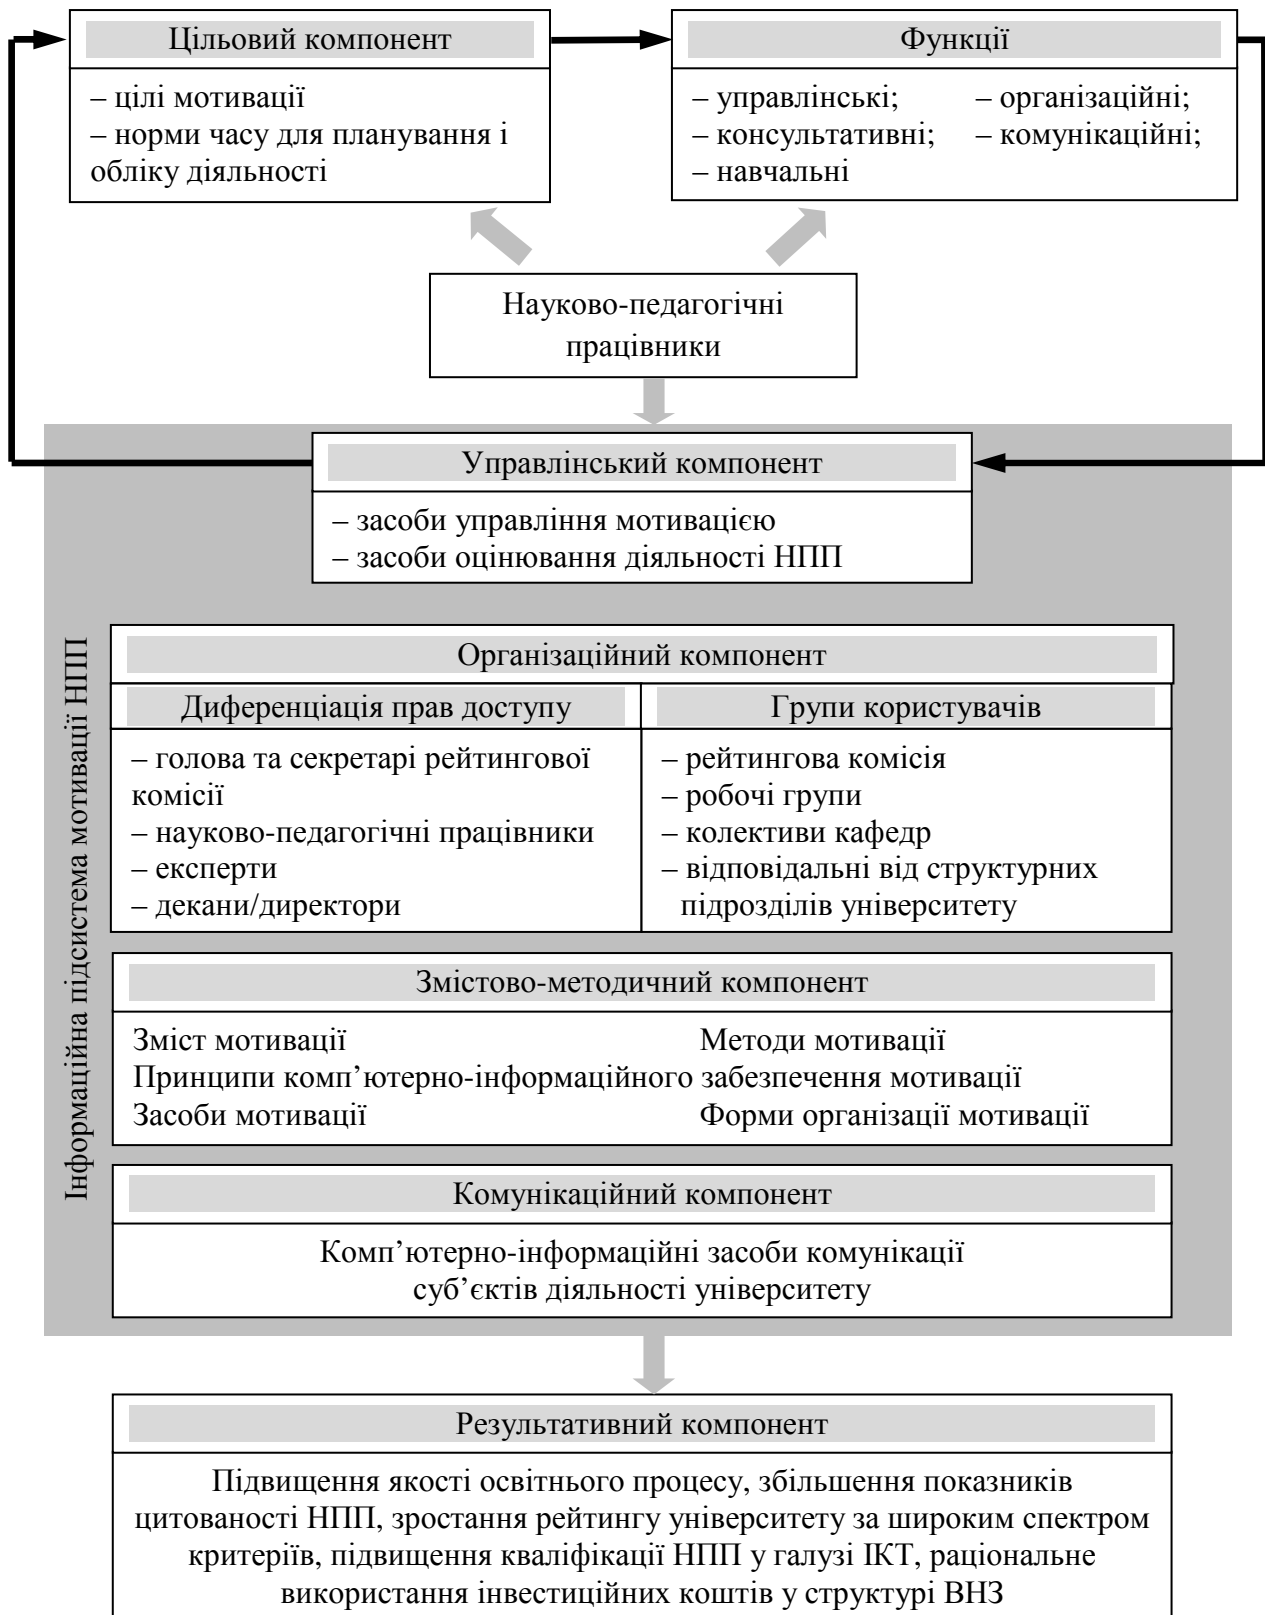 Цільовий компонент
– цілі мотивації
– норми часу для планування і
обліку діяльності
Функції
– управлінські; – організаційні;
– консультативні; – комунікаційні;
– навчальні
Науково-педагогічні
працівники
Інформаційна підсистема мотивації НПП
Управлінський компонент
– засоби управління мотивацією
– засоби оцінювання діяльності НПП
Організаційний компонент
Диференціація прав доступу
– голова та секретарі рейтингової
комісії
– науково-педагогічні працівники
– експерти
– декани/директори
Групи користувачів
– рейтингова комісія
– робочі групи
– колективи кафедр
– відповідальні від структурних
підрозділів університету
Змістово-методичний компонент
Зміст мотивації Методи мотивації
Принципи комп’ютерно-інформаційного забезпечення мотивації
Засоби мотивації Форми організації мотивації
Комунікаційний компонент
Комп’ютерно-інформаційні засоби комунікації
суб’єктів діяльності університету
Результативний компонент
Підвищення якості освітнього процесу, збільшення показників
цитованості НПП, зростання рейтингу університету за широким спектром
критеріїв, підвищення кваліфікації НПП у галузі ІКТ, раціональне
використання інвестиційних коштів у структурі ВНЗ